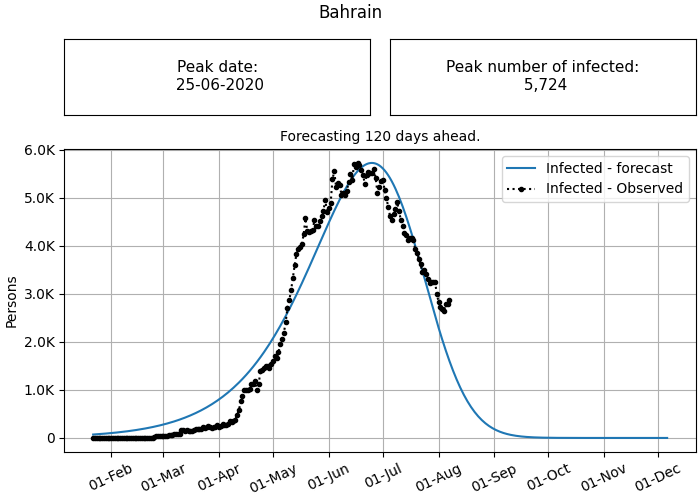 Bahrain
Peak date:
25-06-2020
Peak number of infected:
5,724
Forecasting 120 days ahead.
6.0K
5.0K
4.0K
3.0K
2.0K
1.0K
0
Persons
Infected - forecast
Infected - Observed
01-Feb
01-Mar
01-Apr
01-May
01-Jun
01-Jul
01-Aug
01-Sep
01-Oct
01-Nov
01-Dec